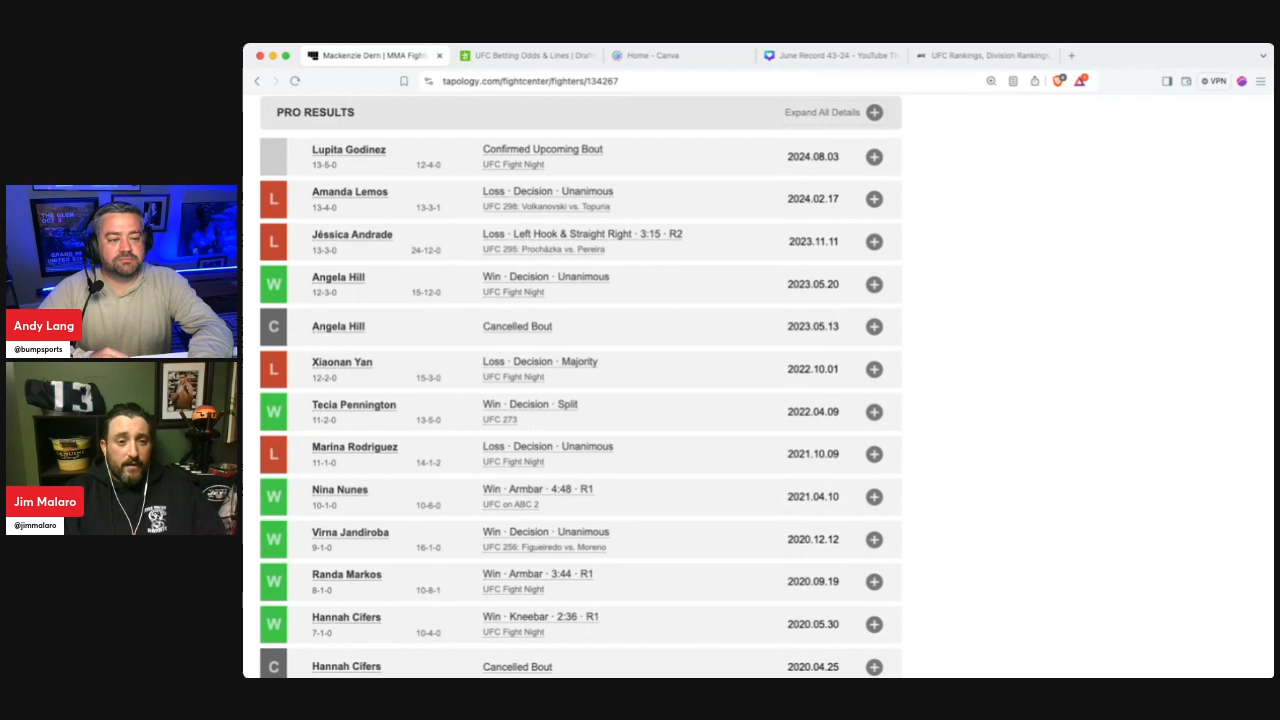 Mackenzie Dern | MMA Fight
UFC Betting Odds & Lines | Draft
Home - Canva
June Record 43-24 - YouTube Th
UFC Rankings, Division Rankings,
tapology.com/fightcenter/fighters/134267
VPN
PRO RESULTS
Expand All Details
Lupita Godinez
Confirmed Upcoming Bout
2024.08.03
13-5-0
12-4-0
UFC Fight Night
L
Amanda Lemos
Loss · Decision · Unanimous
2024.02.17
13-4-0
13-3-1
UFC 298: Volkanovski vs. Topuria
L
Jéssica Andrade
Loss · Left Hook & Straight Right · 3:15 · R2
2023.11.11
13-3-0
24-12-0
UFC 295: Procházka vs. Pereira
W
Angela Hill
Win · Decision · Unanimous
2023.05.20
12-3-0
15-12-0
UFC Fight Night
C
Angela Hill
Cancelled Bout
2023.05.13
L
Xiaonan Yan
Loss · Decision · Majority
2022.10.01
12-2-0
15-3-0
UFC Fight Night
W
Tecia Pennington
Win · Decision · Split
2022.04.09
11-2-0
13-5-0
UFC 273
L
Marina Rodriguez
Loss · Decision · Unanimous
2021.10.09
11-1-0
14-1-2
UFC Fight Night
W
Nina Nunes
Win · Armbar · 4:48 · R1
2021.04.10
10-1-0
10-6-0
UFC on ABC 2
W
Virna Jandiroba
Win · Decision · Unanimous
2020.12.12
9-1-0
16-1-0
UFC 256: Figueiredo vs. Moreno
W
Randa Markos
Win · Armbar · 3:44 · R1
2020.09.19
8-1-0
10-8-1
UFC Fight Night
W
Hannah Cifers
Win · Kneebar · 2:36 · R1
2020.05.30
7-1-0
10-4-0
UFC Fight Night
C
Hannah Cifers
Cancelled Bout
2020.04.25
THE GLEN
OCT 3
GRAND
UNITED STA
Andy Lang
@bumpsports
13
GENUINE
Jim Malaro
@jimmalaro